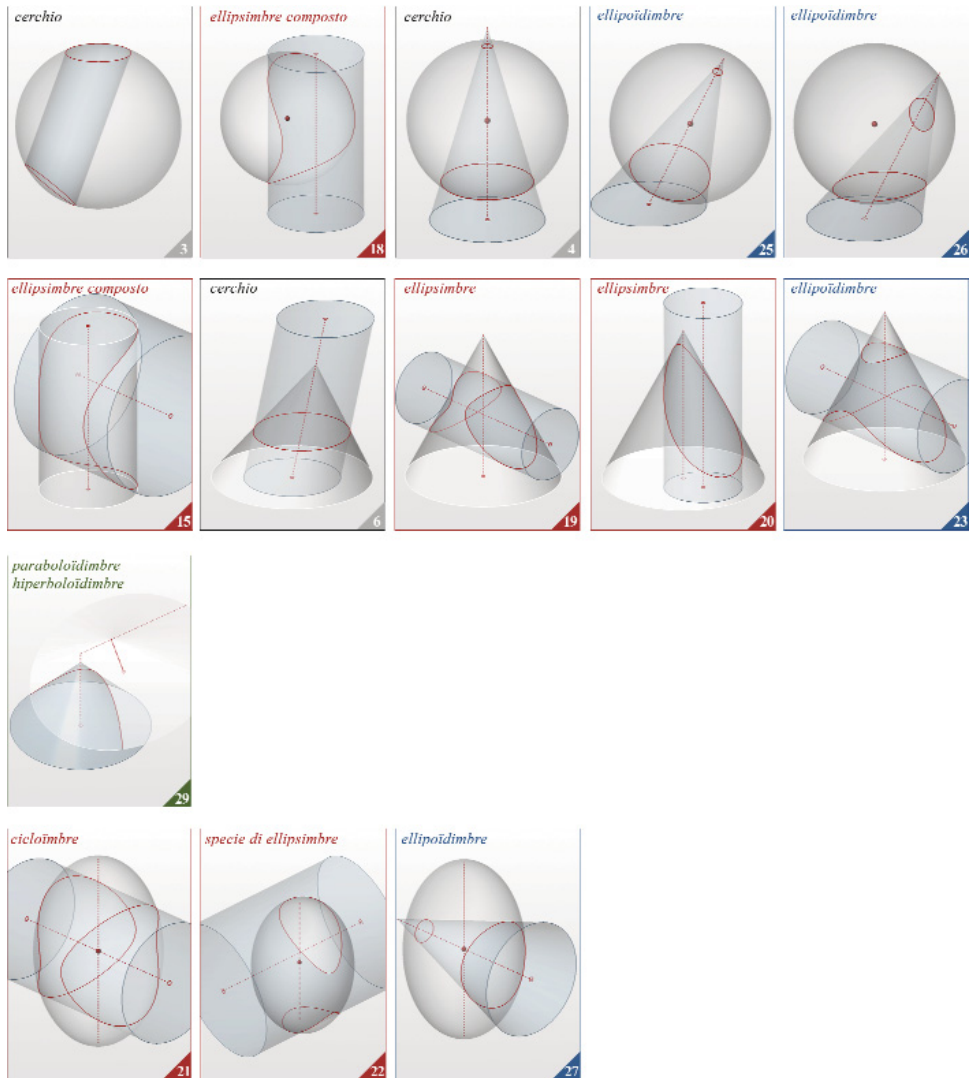 cerchio
ellipsimbre composto
cerchio
ellipoïdimbre
ellipoïdimbre
3
18
4
25
26
ellipsimbre composto
cerchio
ellipsimbre
ellipsimbre
ellipoïdimbre
15
6
19
20
23
paraboloïdimbre
hiperboloïdimbre
29
cicloïmbre
specie di ellipsimbre
ellipoïdimbre
21
22
27